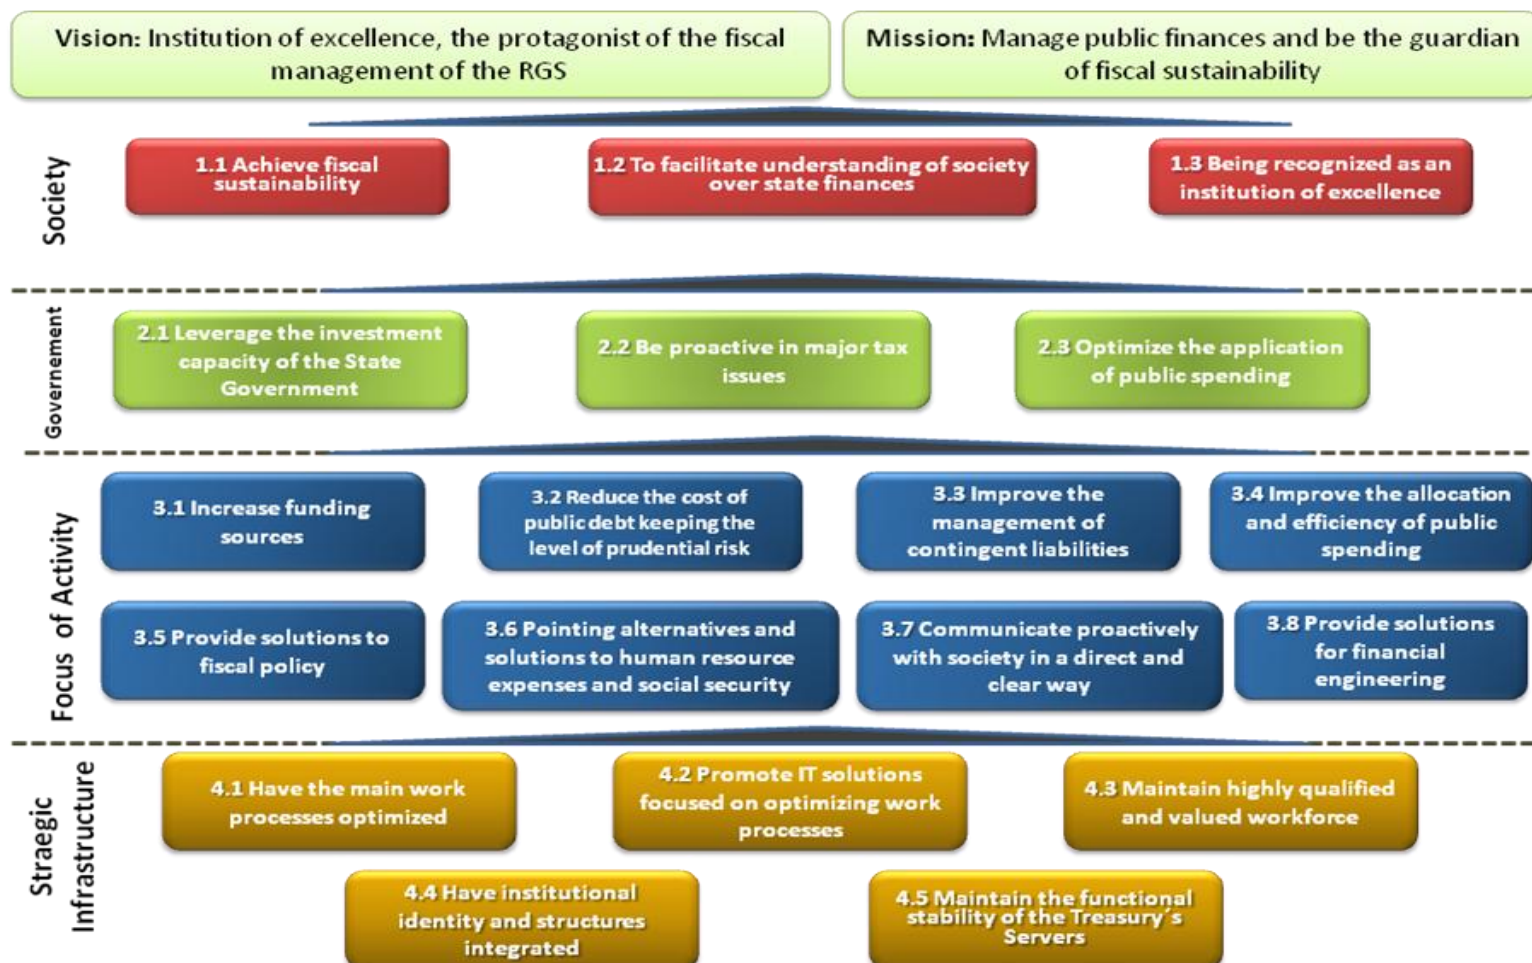 Vision: Institution of excellence, the protagonist of the fiscal
management of the RGS
Mission: Manage public finances and be the guardian
of fiscal sustainability
Society
1.1 Achieve fiscal
sustainability
1.2 To facilitate understanding of society
over state finances
1.3 Being recognized as an
institution of excellence
Governement
2.1 Leverage the investment
capacity of the State
Government
2.2 Be proactive in major tax
issues
2.3 Optimize the application
of public spending
Focus of Activity
3.1 Increase funding
sources
3.2 Reduce the cost of
public debt keeping the
level of prudential risk
3.3 Improve the
management of
contingent liabilities
3.4 Improve the allocation
and efficiency of public
spending
3.5 Provide solutions to
fiscal policy
3.6 Pointing alternatives and
solutions to human resource
expenses and social security
3.7 Communicate proactively
with society in a direct and
clear way
3.8 Provide solutions
for financial
engineering
Straegic
Infrastructure
4.1 Have the main work
processes optimized
4.2 Promote IT solutions
focused on optimizing work
processes
4.3 Maintain highly qualified
and valued workforce
4.4 Have institutional
identity and structures
integrated
4.5 Maintain the functional
stability of the Treasury´s
Servers